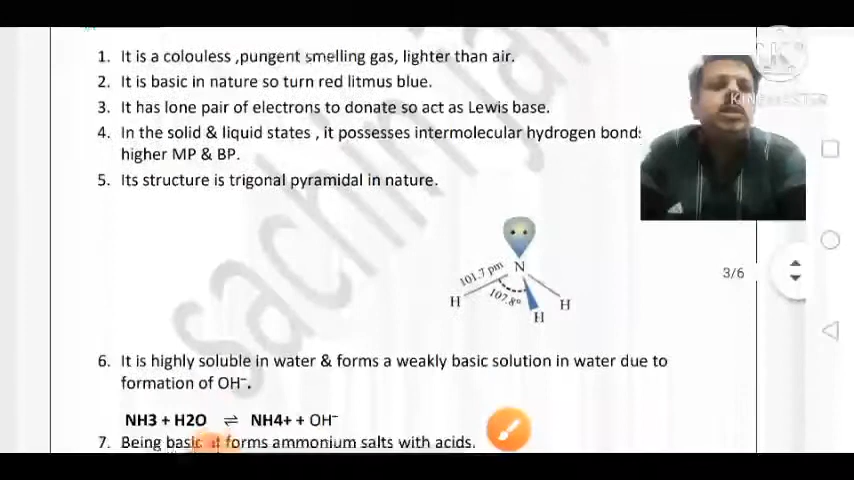 1. It is a colouless ,pungent smelling gas, lighter than air.
2. It is basic in nature so turn red litmus blue.
3. It has lone pair of electrons to donate so act as Lewis base.
4. In the solid & liquid states , it possesses intermolecular hydrogen bond
higher MP & BP.
5. Its structure is trigonal pyramidal in nature.
sachin jain
KINEMASTER
3/6
N
101.7 pm
107.8°
H
H
H
6. It is highly soluble in water & forms a weakly basic solution in water due to
formation of OH⁻.
NH3 + H2O ⇌ NH4+ + OH⁻
7. Being basic it forms ammonium salts with acids.